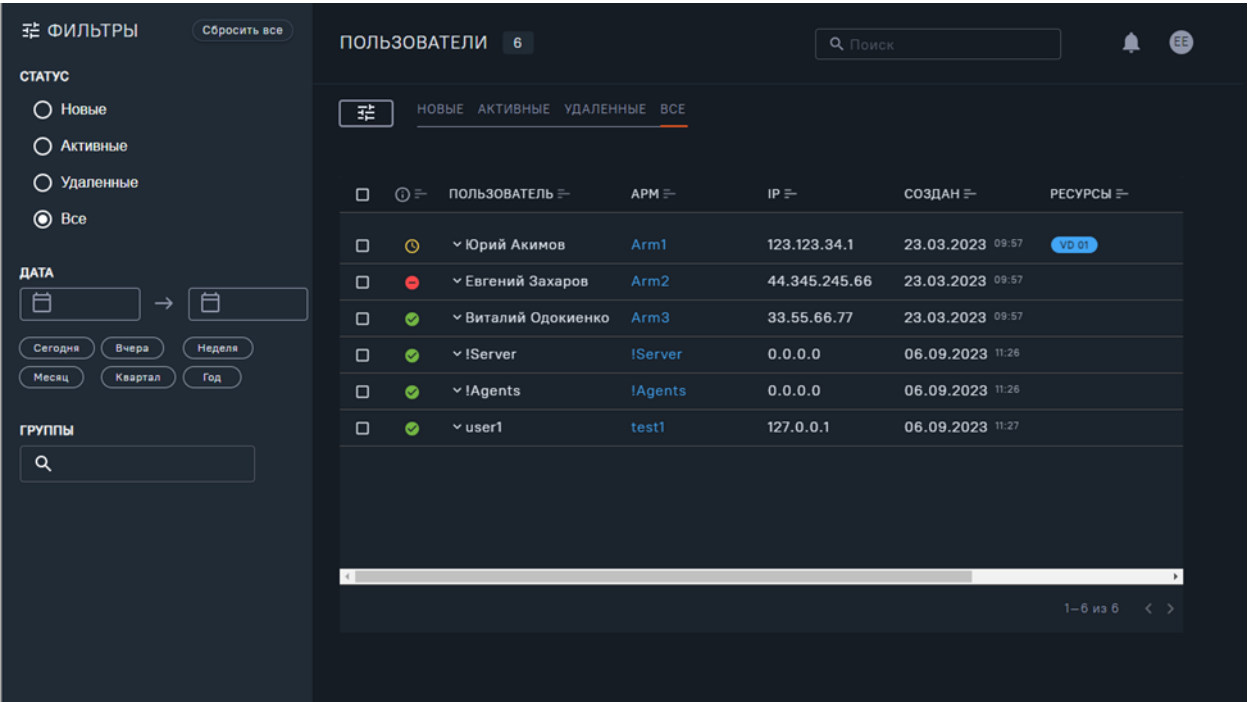 ФИЛЬТРЫ Сбросить все
СТАТУС
Новые
Активные
Удаленные
Все
ДАТА
Сегодня Вчера Неделя
Месяц Квартал Год
ГРУППЫ
ПОЛЬЗОВАТЕЛИ 6 Поиск EE
НОВЫЕ АКТИВНЫЕ УДАЛЕННЫЕ ВСЕ
ПОЛЬЗОВАТЕЛЬ АРМ IP СОЗДАН РЕСУРСЫ
Юрий Акимов Arm1 123.123.34.1 23.03.2023 09:57 VD 01
Евгений Захаров Arm2 44.345.245.66 23.03.2023 09:57
Виталий Одокиенко Arm3 33.55.66.77 23.03.2023 09:57
!Server !Server 0.0.0.0 06.09.2023 11:26
!Agents !Agents 0.0.0.0 06.09.2023 11:26
user1 test1 127.0.0.1 06.09.2023 11:27
1–6 из 6